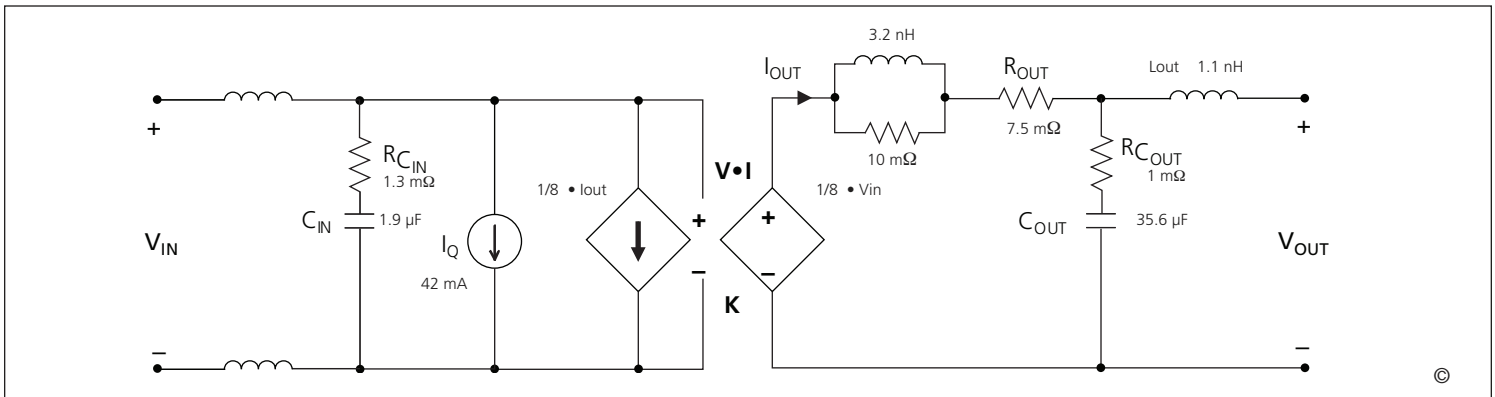 3.2 nH
I_OUT
R_OUT
Lout 1.1 nH
+
+
7.5 mΩ
R_C_IN
1.3 mΩ
10 mΩ
R_C_OUT
1 mΩ
V•I
1/8 • Iout
1/8 • Vin
C_IN
1.9 µF
+
+
C_OUT
35.6 µF
V_IN
I_Q
V_OUT
42 mA
−
−
K
−
−
©